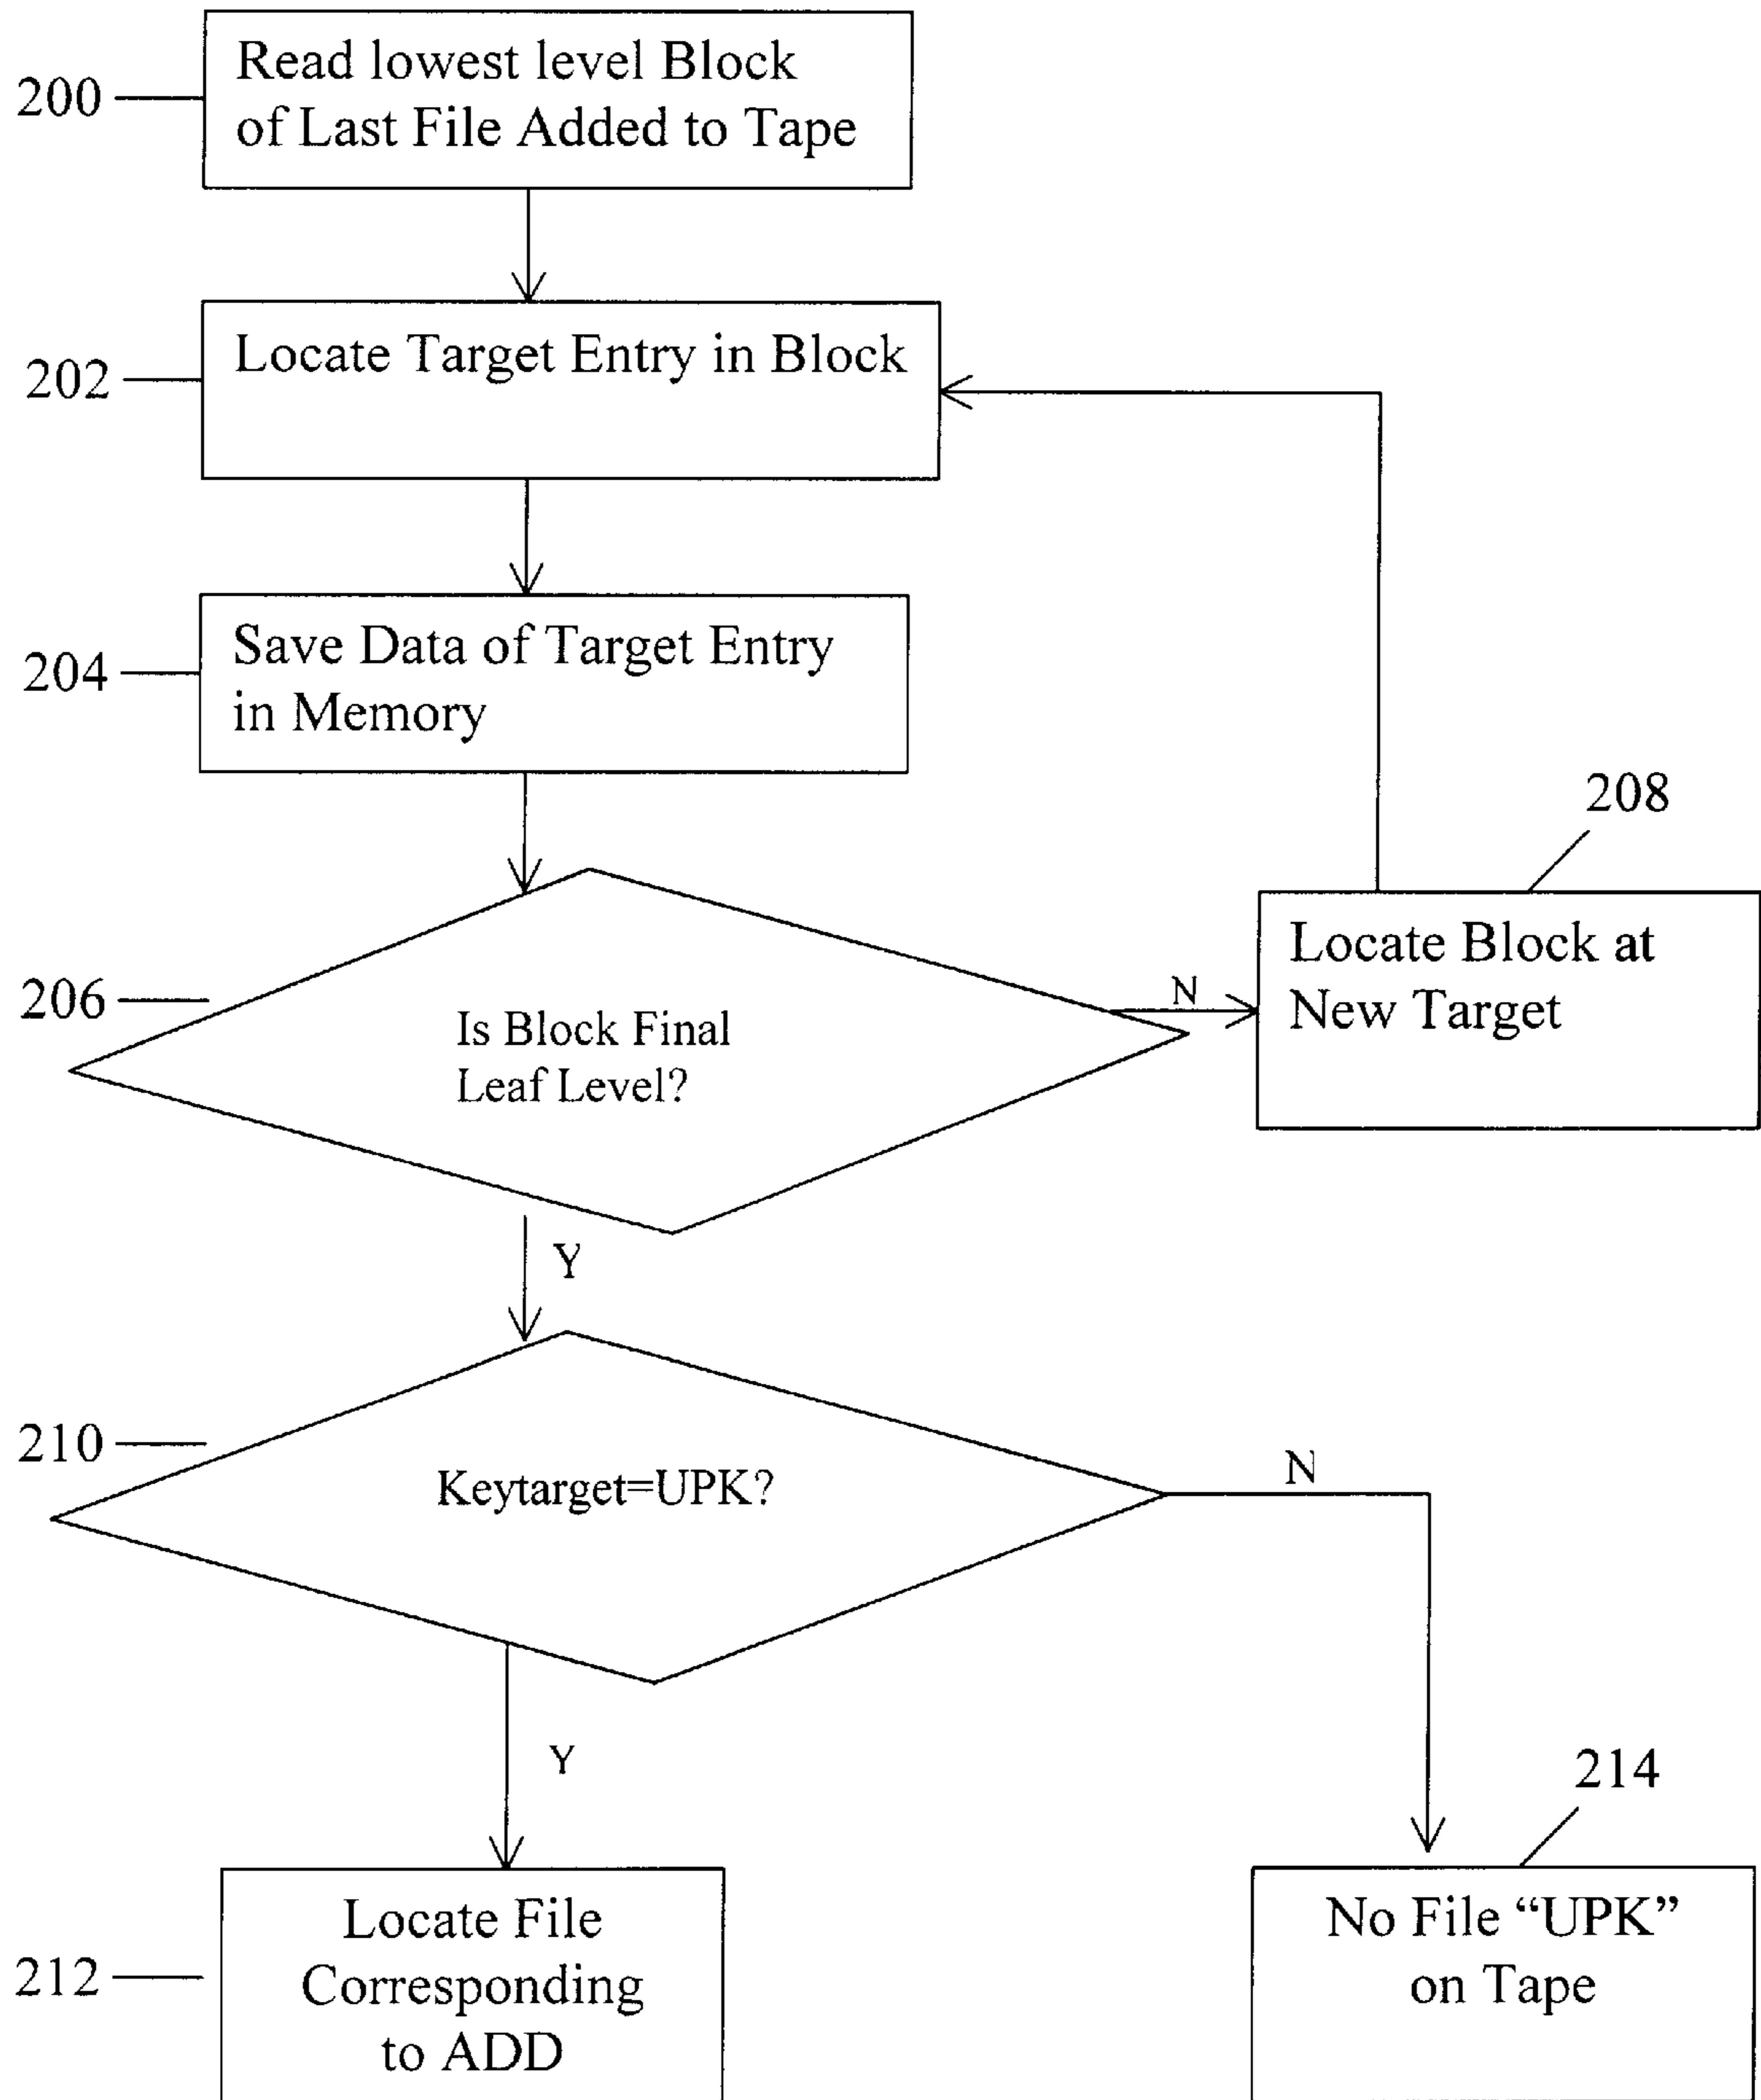 200
Read lowest level Block
of Last File Added to Tape
202
Locate Target Entry in Block
204
Save Data of Target Entry
in Memory
206
Is Block Final
Leaf Level?
N
208
Locate Block at
New Target
Y
210
Keytarget=UPK?
N
Y
212
Locate File
Corresponding
to ADD
214
No File “UPK”
on Tape